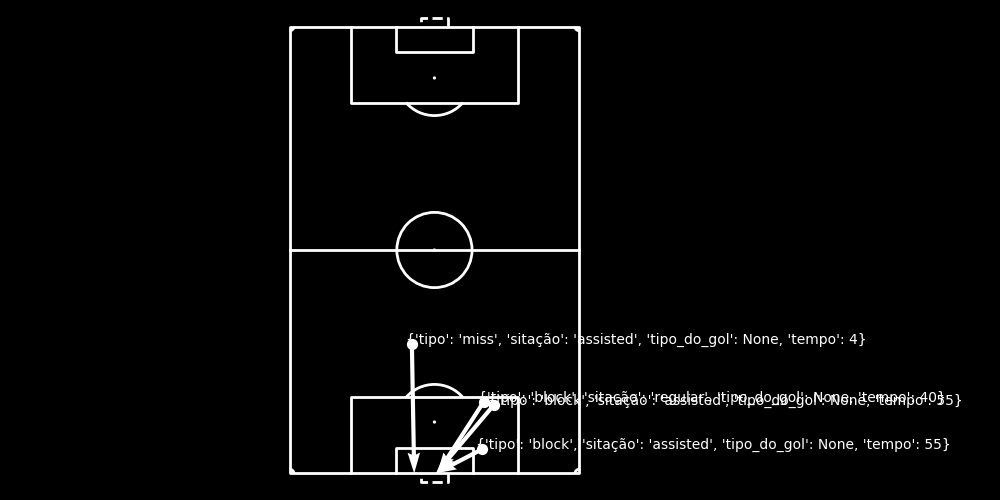 {'tipo': 'miss', 'sitação': 'assisted', 'tipo_do_gol': None, 'tempo': 4}
{'tipo': 'block', 'sitação': 'regular', 'tipo_do_gol': None, 'tempo': 40}
{'tipo': 'block', 'sitação': 'assisted', 'tipo_do_gol': None, 'tempo': 35}
{'tipo': 'block', 'sitação': 'assisted', 'tipo_do_gol': None, 'tempo': 55}